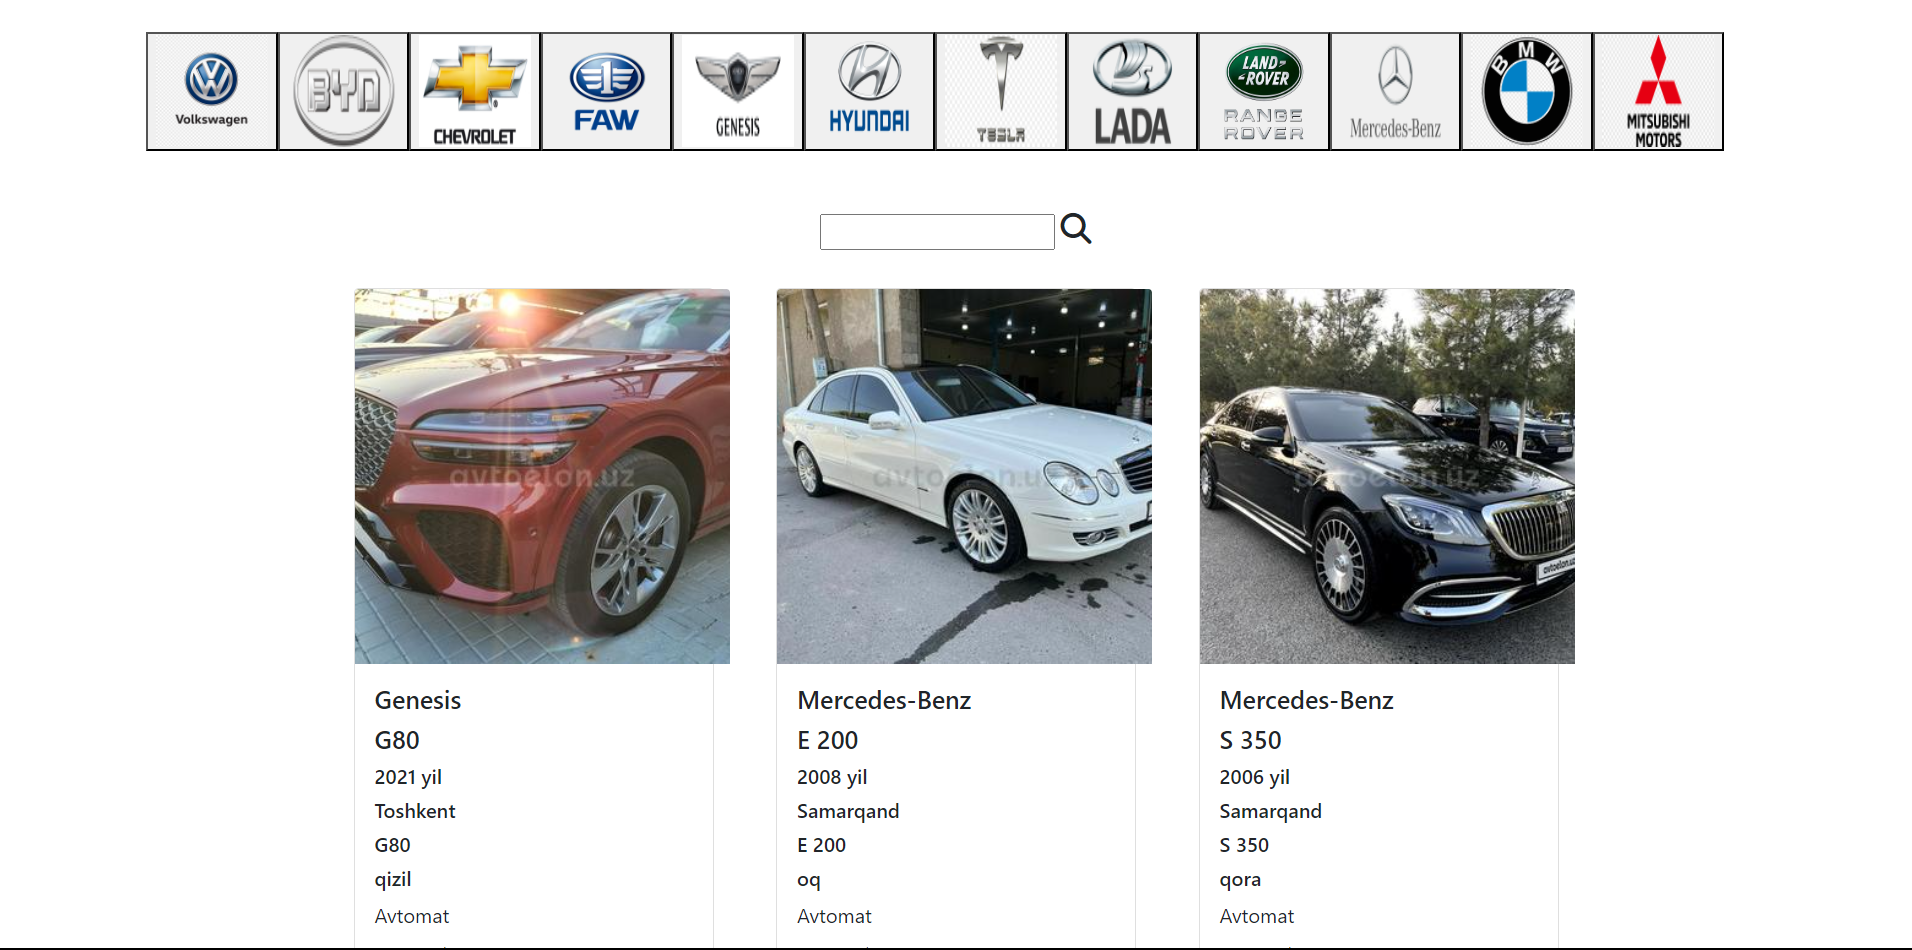 Volkswagen
BYD
CHEVROLET
FAW
GENESIS
HYUNDAI
TESLA
LADA
LAND-
-ROVER
RANGE
ROVER
Mercedes-Benz
BMW
MITSUBISHI
MOTORS
avtoelon.uz
avtoelon.uz
avtoelon.uz
avtoelon.uz
Genesis
G80
2021 yil
Toshkent
G80
qizil
Avtomat
Mercedes-Benz
E 200
2008 yil
Samarqand
E 200
oq
Avtomat
Mercedes-Benz
S 350
2006 yil
Samarqand
S 350
qora
Avtomat